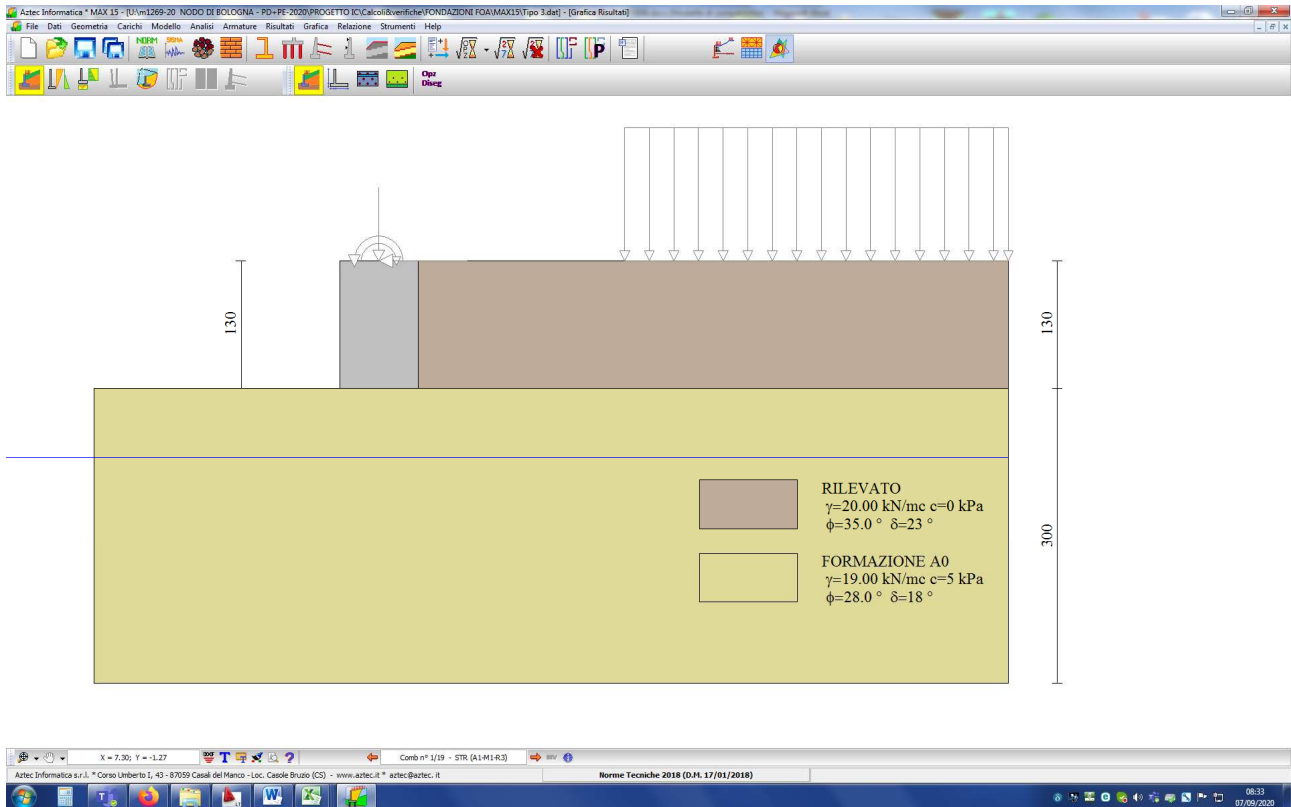 Aztec Informatica * MAX 15 - [U:\m1269-20 NODO DI BOLOGNA - PD+PE-2020\PROGETTO IC\Calcoli&verifiche\FONDAZIONI FOA\MAX15\Tipo 3.dat] - [Grafica Risultati]
File Dati Geometria Carichi Modello Analisi Armature Risultati Grafica Relazione Strumenti Help
NORM SISMA
Opz
Diseg
130
130
RILEVATO
γ=20.00 kN/mc c=0 kPa
ϕ=35.0 ° δ=23 °
300
FORMAZIONE A0
γ=19.00 kN/mc c=5 kPa
ϕ=28.0 ° δ=18 °
X = 7.30; Y = -1.27
DXF T ?
Comb n° 1/19 - STR (A1-M1-R3)
INV
Aztec Informatica s.r.l. * Corso Umberto I, 43 - 87059 Casali del Manco - Loc. Casole Bruzio (CS) - www.aztec.it * aztec@aztec. it
Norme Tecniche 2018 (D.M. 17/01/2018)
08:33
07/09/2020